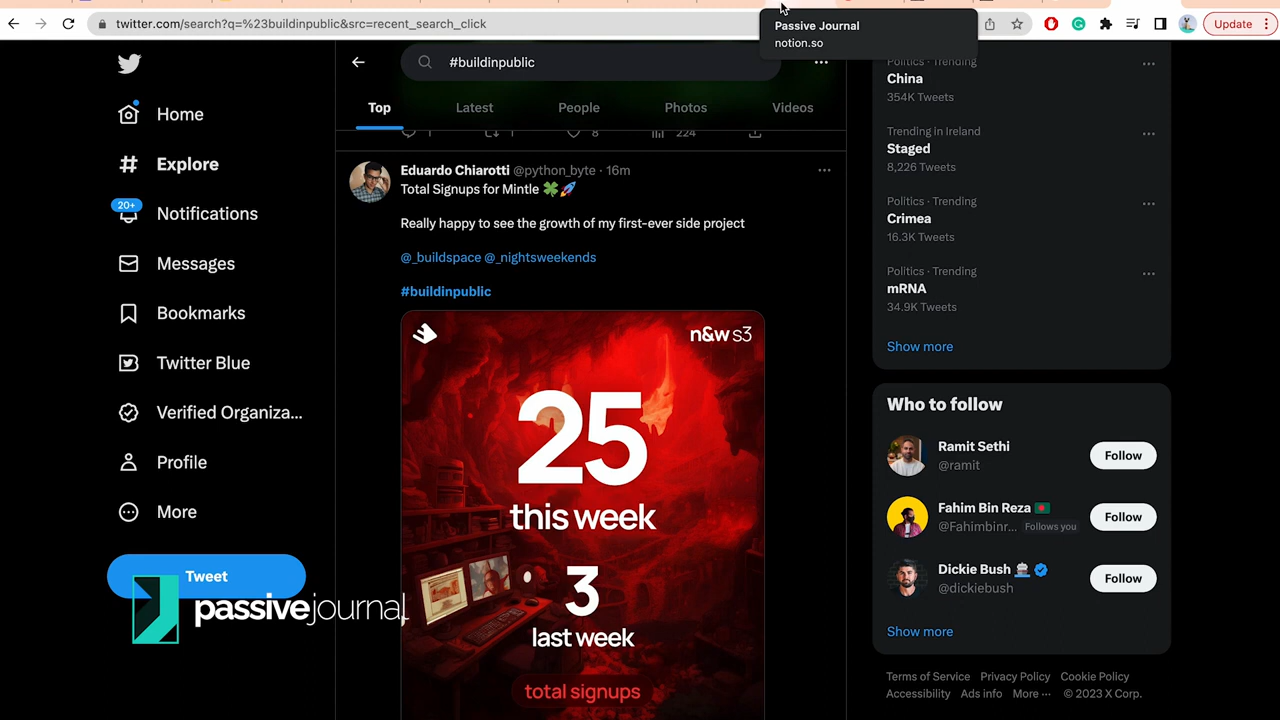 twitter.com/search?q=%23buildinpublic&src=recent_search_click
Passive Journal
notion.so
Update
#buildinpublic
Top
Latest
People
Photos
Videos
1
1
8
224
Home
Explore
20+
Notifications
Messages
Bookmarks
Twitter Blue
Verified Organiza...
Profile
More
Tweet
passivejournal
Eduardo Chiarotti @python_byte · 16m
Total Signups for Mintle 🍀🚀
Really happy to see the growth of my first-ever side project
@_buildspace @_nightsweekends
#buildinpublic
n&w s3
25
this week
3
last week
total signups
Politics · Trending
China
354K Tweets
Trending in Ireland
Staged
8,226 Tweets
Politics · Trending
Crimea
16.3K Tweets
Politics · Trending
mRNA
34.9K Tweets
Show more
Who to follow
Ramit Sethi
@ramit
Follow
Fahim Bin Reza 🇧🇩
@Fahimbinr... Follows you
Follow
Dickie Bush 🚢
@dickiebush
Follow
Show more
Terms of Service Privacy Policy Cookie Policy
Accessibility Ads info More ··· © 2023 X Corp.